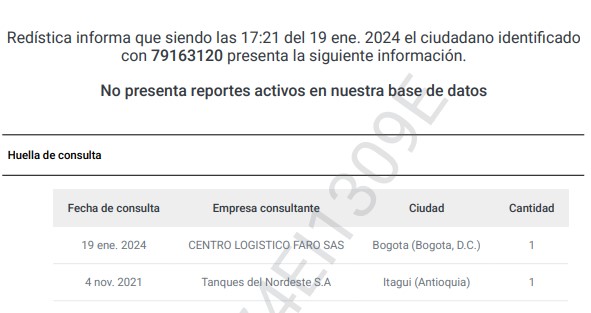 Redística informa que siendo las 17:21 del 19 ene. 2024 el ciudadano identificado
con 79163120 presenta la siguiente información.
No presenta reportes activos en nuestra base de datos
Huella de consulta
Fecha de consulta Empresa consultante Ciudad Cantidad
19 ene. 2024 CENTRO LOGISTICO FARO SAS Bogota (Bogota, D.C.) 1
4 nov. 2021 Tanques del Nordeste S.A Itagui (Antioquia) 1